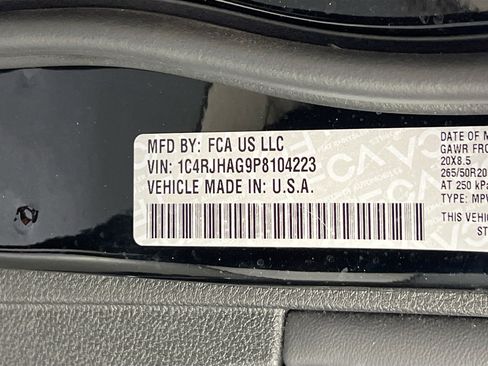 MFD BY: FCA US LLC
VIN: 1C4RJHAG9P8104223
VEHICLE MADE IN: U.S.A.
DATE OF M
GAWR FRO
20X8.5
265/50R20
AT 250 kPa
TYPE: MPV
THIS VEHIC
ST